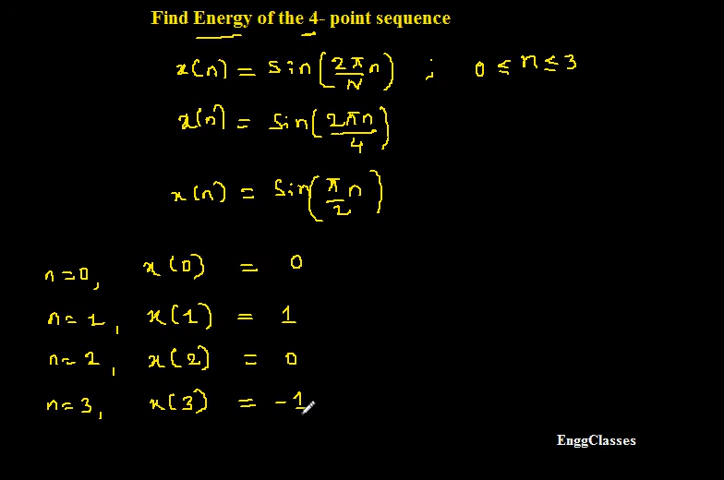 Find Energy of the 4- point sequence
x(n) = sin(2π/N n) ; 0 ≤ n ≤ 3
x(n) = sin(2πn/4)
x(n) = sin(π/2 n)
n=0, x(0) = 0
n=1, x(1) = 1
n=2, x(2) = 0
n=3, x(3) = -1
EnggClasses